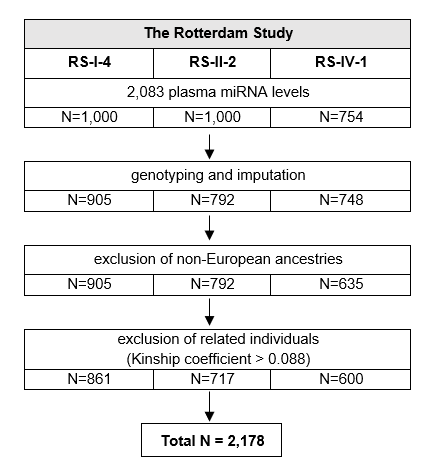 The Rotterdam Study
RS-I-4 RS-II-2 RS-IV-1
2,083 plasma miRNA levels
N=1,000 N=1,000 N=754
genotyping and imputation
N=905 N=792 N=748
exclusion of non-European ancestries
N=905 N=792 N=635
exclusion of related individuals
(Kinship coefficient > 0.088)
N=861 N=717 N=600
Total N = 2,178